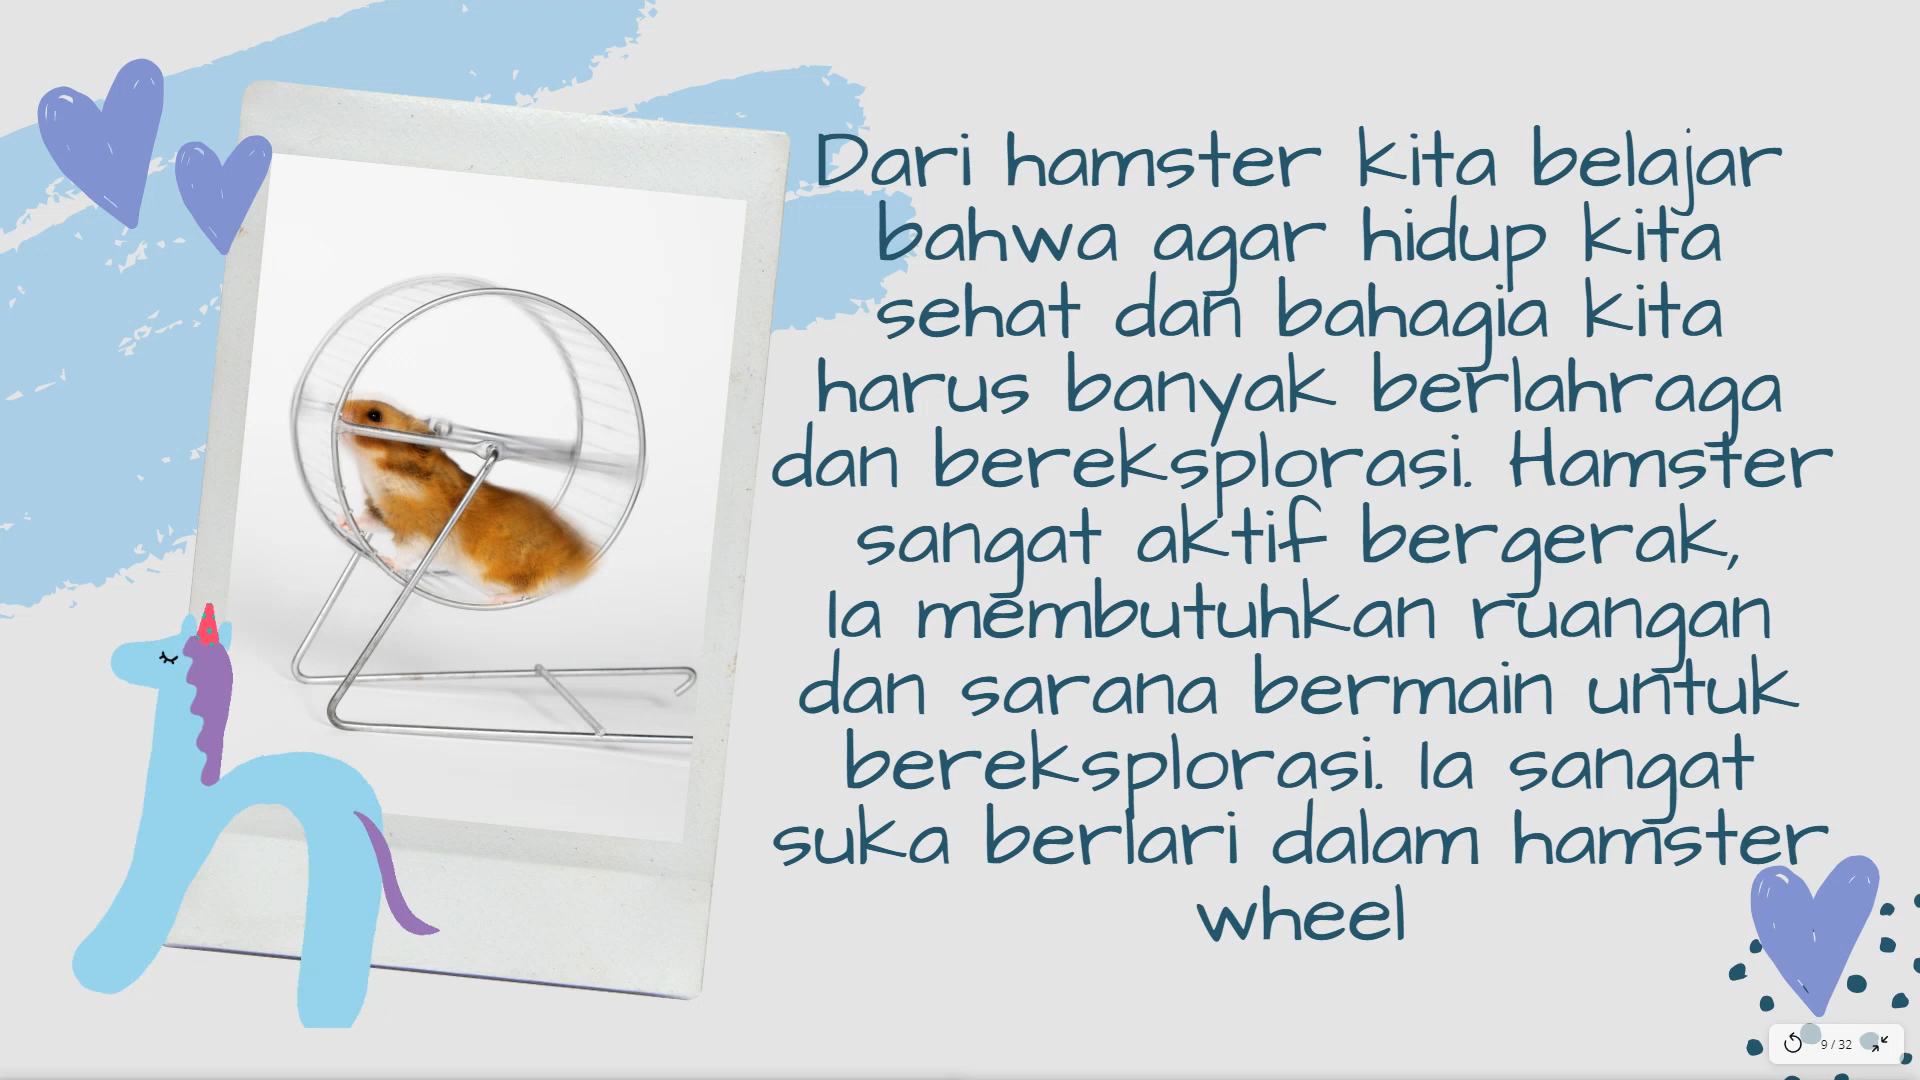 Dari hamster kita belajar
bahwa agar hidup kita
sehat dan bahagia kita
harus banyak berlahraga
dan bereksplorasi. Hamster
sangat aktif bergerak,
Ia membutuhkan ruangan
dan sarana bermain untuk
bereksplorasi. Ia sangat
suka berlari dalam hamster
wheel
9 / 32